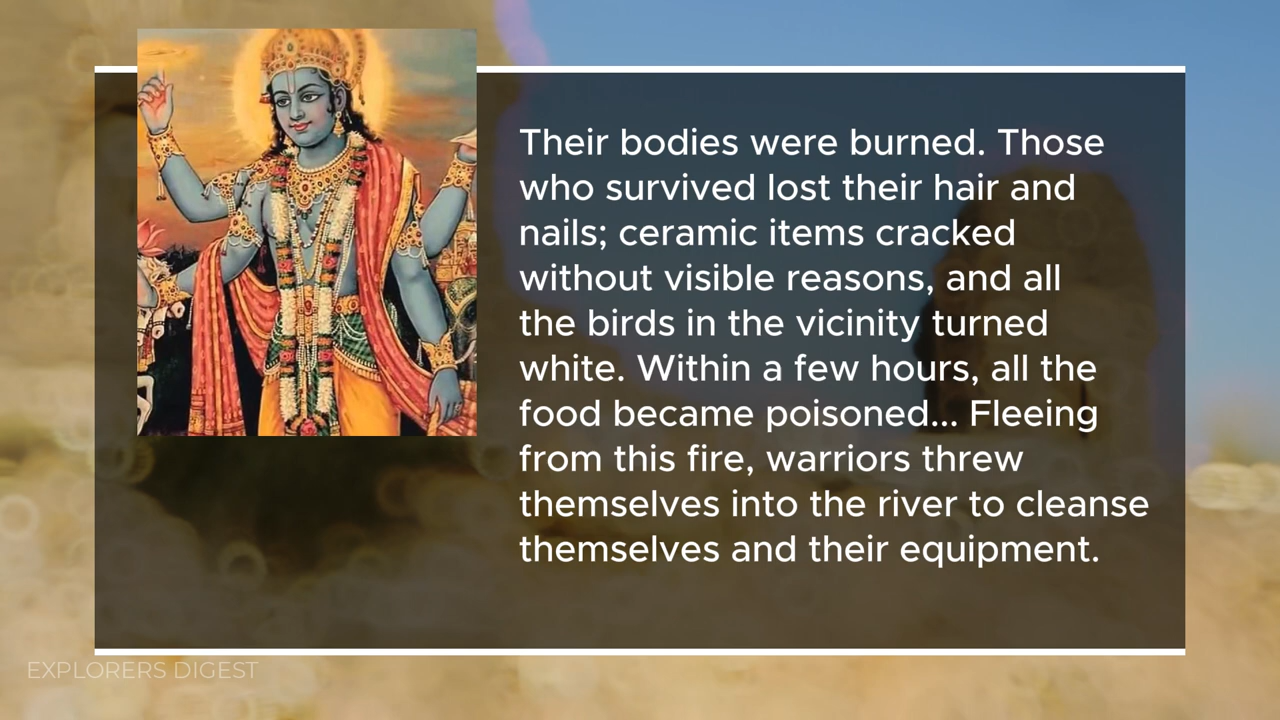 Their bodies were burned. Those
who survived lost their hair and
nails; ceramic items cracked
without visible reasons, and all
the birds in the vicinity turned
white. Within a few hours, all the
food became poisoned... Fleeing
from this fire, warriors threw
themselves into the river to cleanse
themselves and their equipment.
EXPLORERS DIGEST